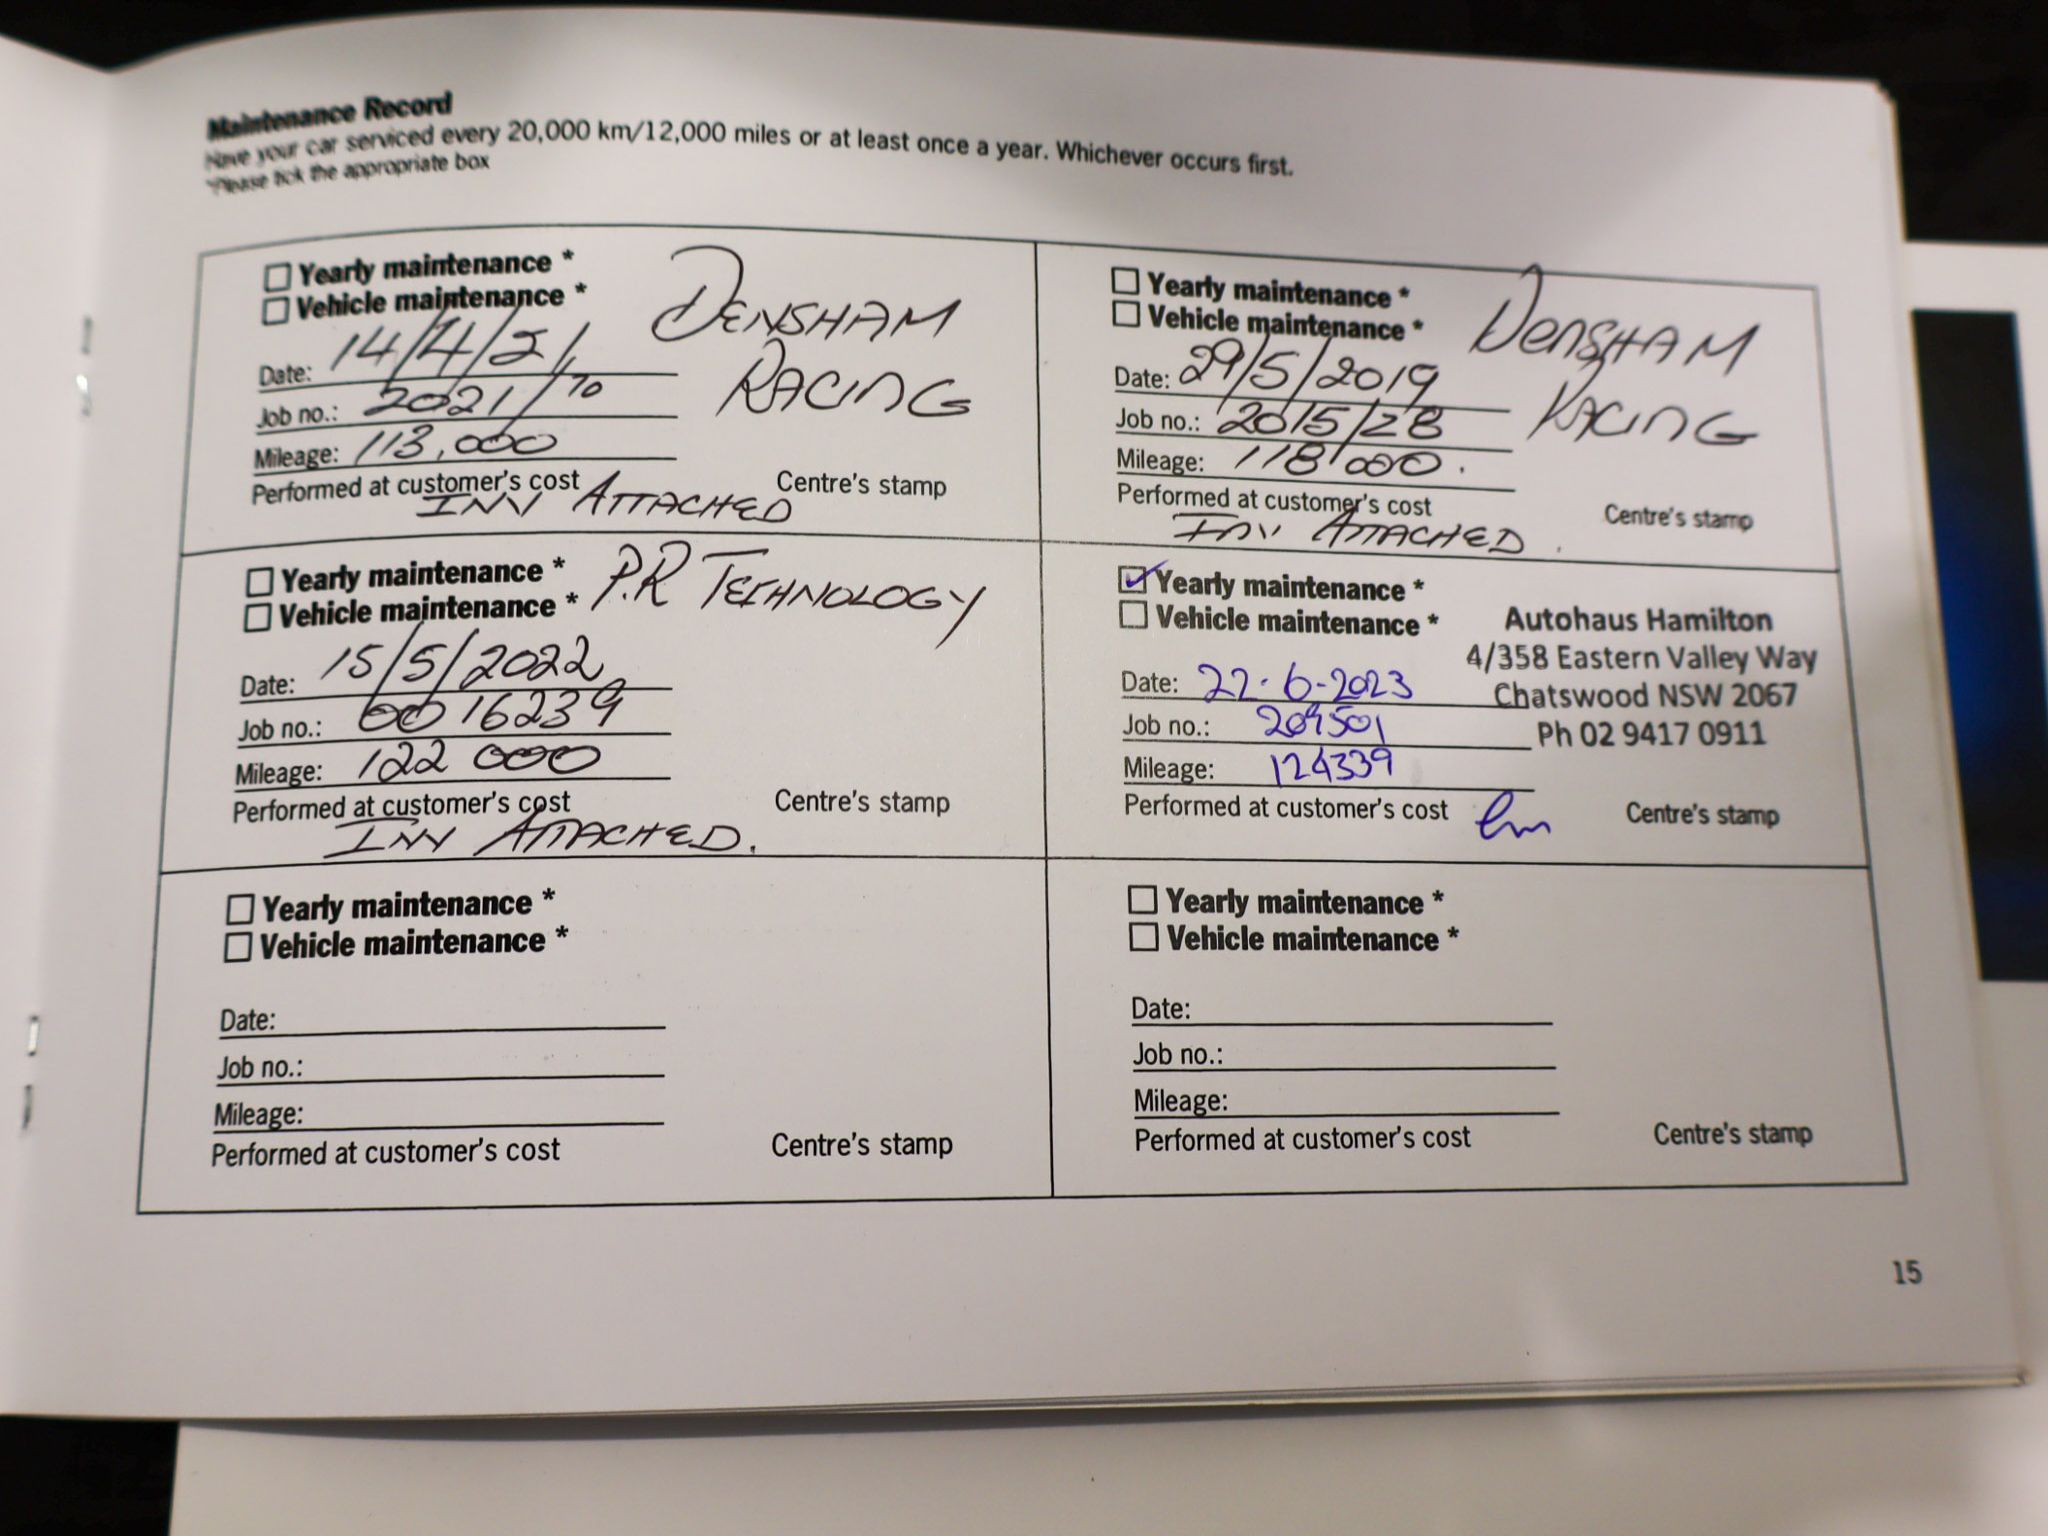 Maintenance Record
Have your car serviced every 20,000 km/12,000 miles or at least once a year. Whichever occurs first.
*Please tick the appropriate box
Yearly maintenance *
Vehicle maintenance *
DENSHAM
RACING
Date: 14/4/21
Job no.: 2021/70
Mileage: 113,000
Performed at customer's cost
Centre's stamp
INV ATTACHED
Yearly maintenance *
Vehicle maintenance *
DENSHAM
RACING
Date: 29/5/2019
Job no.: 2015/28
Mileage: 118 000.
Performed at customer's cost
Centre's stamp
INV ATTACHED.
Yearly maintenance *
Vehicle maintenance *
P.R TECHNOLOGY
Date: 15/5/2022
Job no.: 0016239
Mileage: 122 000
Performed at customer's cost
Centre's stamp
INV ATTACHED.
Yearly maintenance *
Vehicle maintenance *
Autohaus Hamilton
4/358 Eastern Valley Way
Chatswood NSW 2067
Ph 02 9417 0911
Date: 22-6-2023
Job no.: 209501
Mileage: 124339
Performed at customer's cost
Centre's stamp
Yearly maintenance *
Vehicle maintenance *
Date:
Job no.:
Mileage:
Performed at customer's cost
Centre's stamp
Yearly maintenance *
Vehicle maintenance *
Date:
Job no.:
Mileage:
Performed at customer's cost
Centre's stamp
15